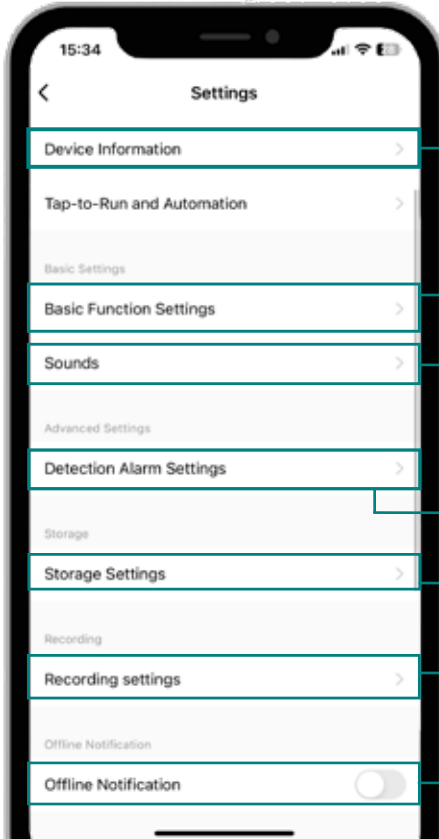 15:34
Settings
Device Information
Tap-to-Run and Automation
Basic Settings
Basic Function Settings
Sounds
Advanced Settings
Detection Alarm Settings
Storage
Storage Settings
Recording
Recording settings
Offline Notification
Offline Notification